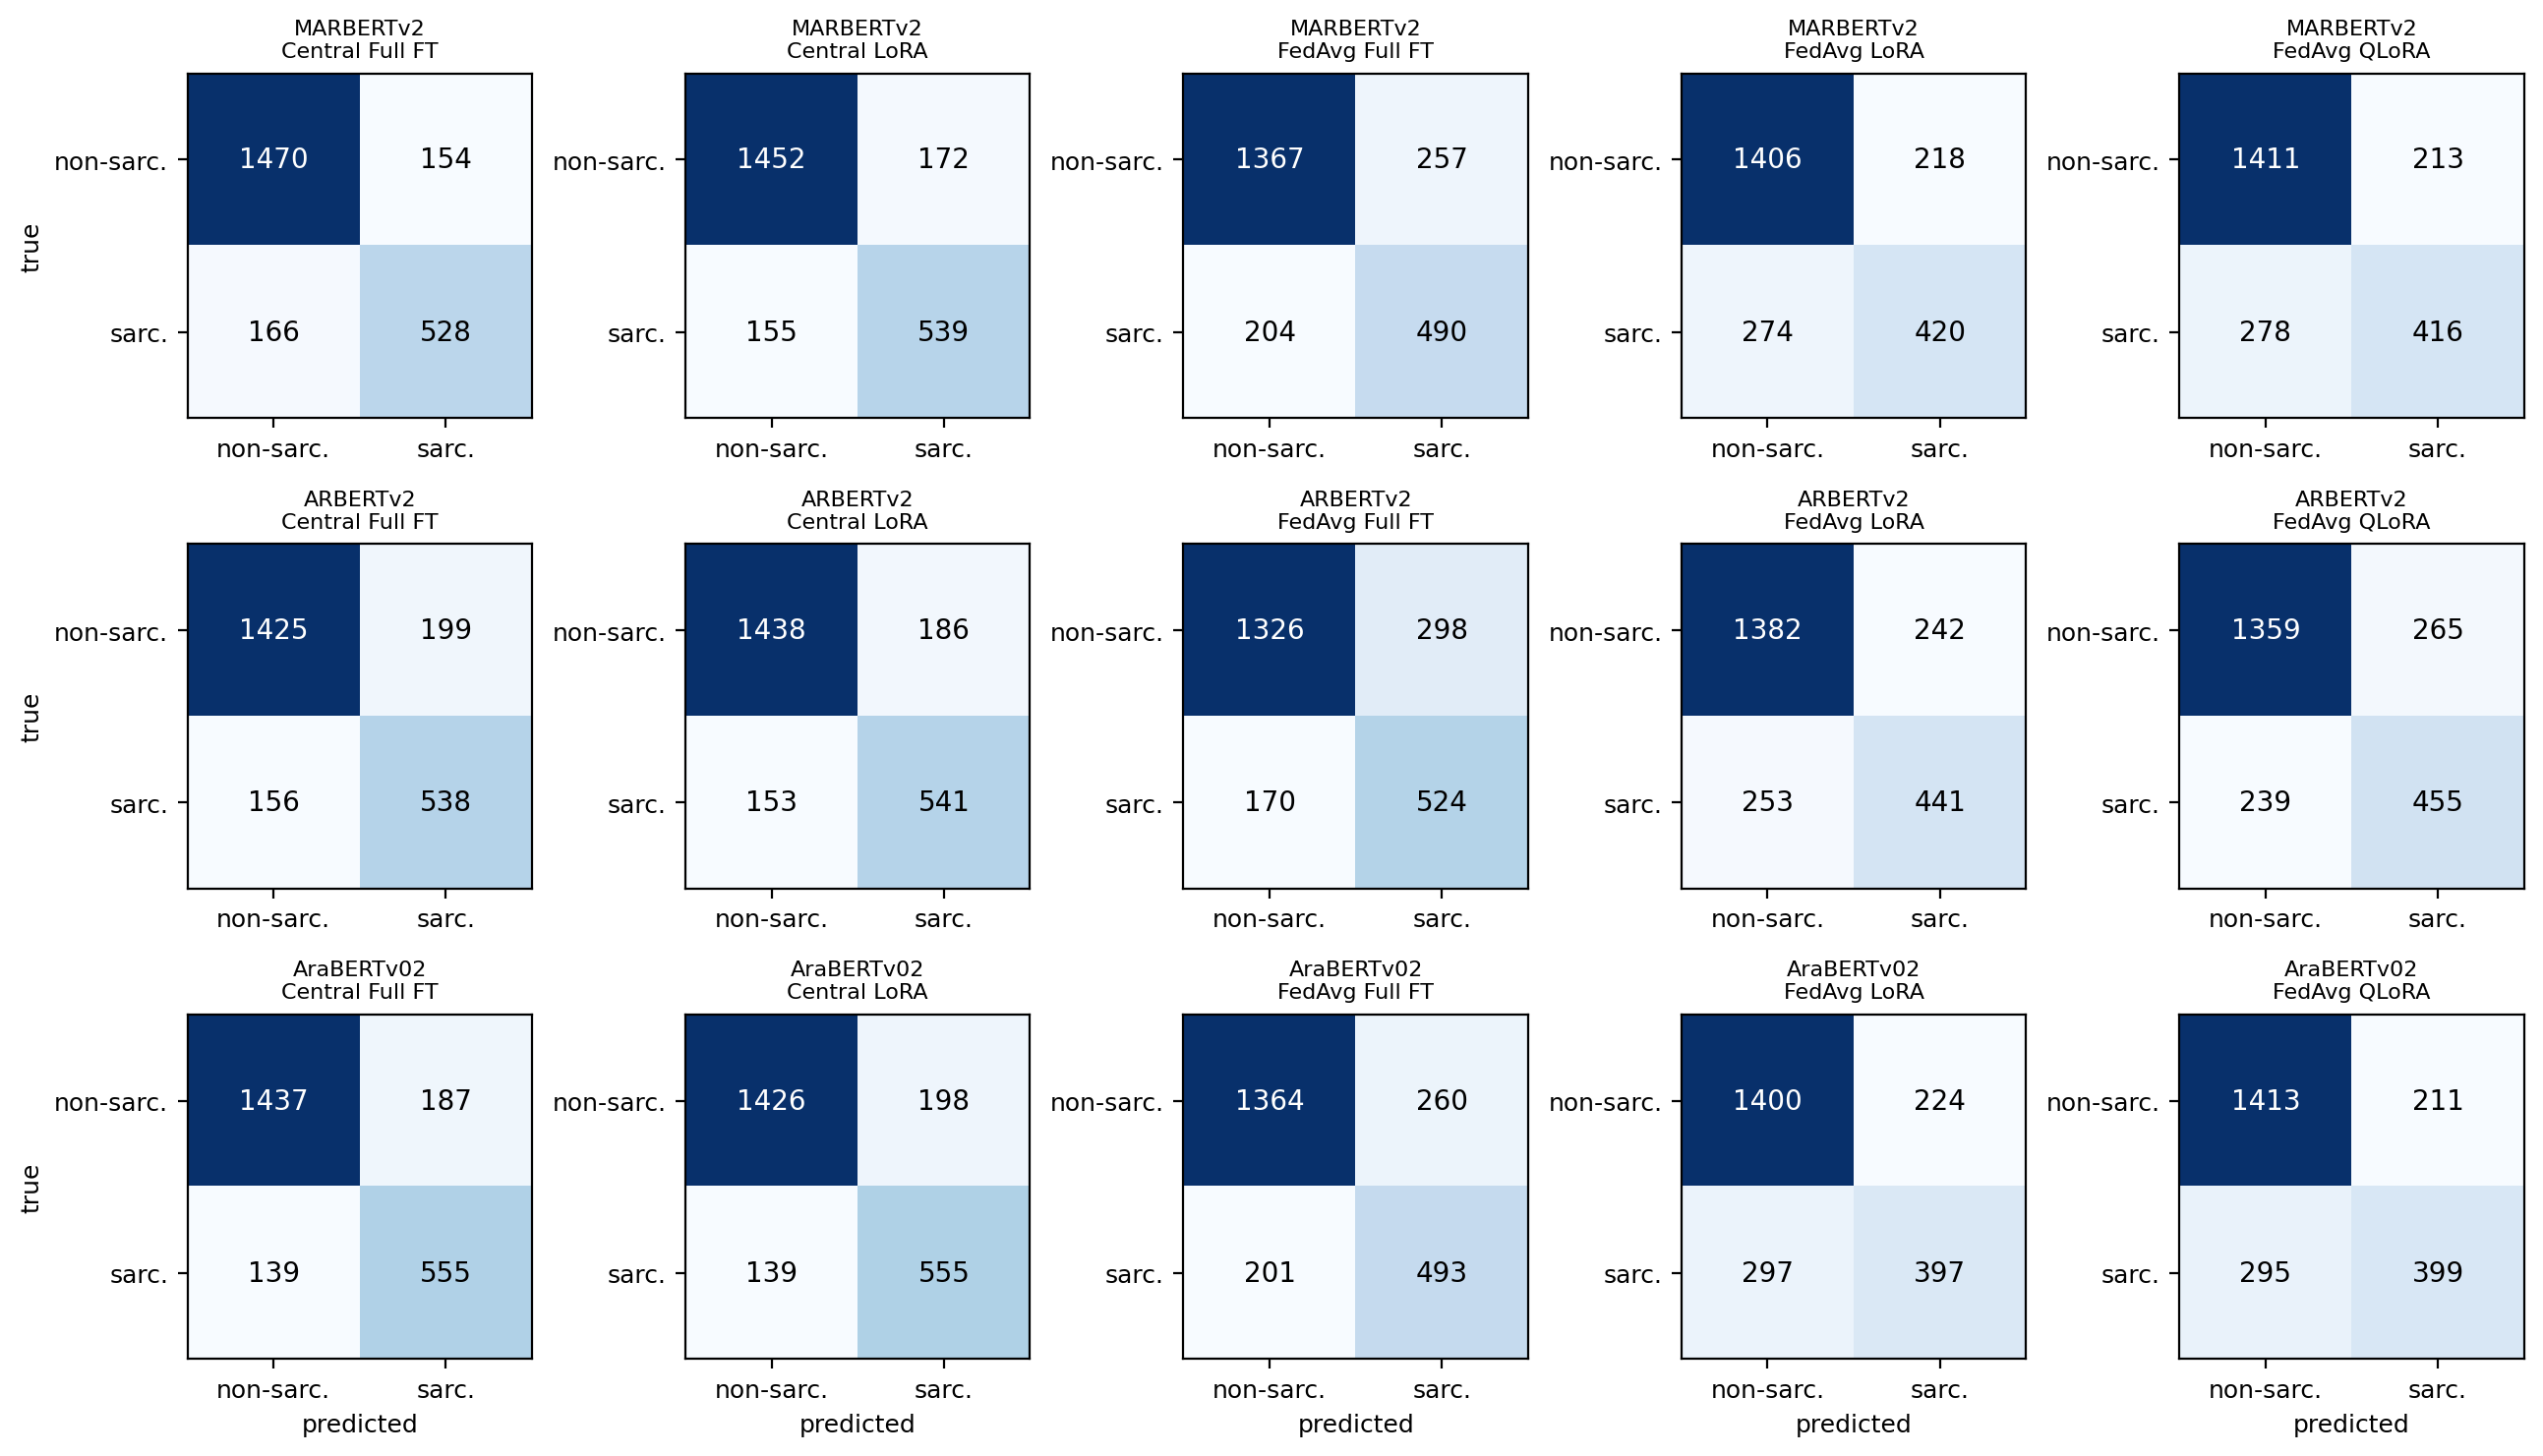 MARBERTv2
Central Full FT
MARBERTv2
Central LoRA
MARBERTv2
FedAvg Full FT
MARBERTv2
FedAvg LoRA
MARBERTv2
FedAvg QLoRA
true
non-sarc. 1470 154
sarc. 166 528
non-sarc. sarc.
non-sarc. 1452 172
sarc. 155 539
non-sarc. sarc.
non-sarc. 1367 257
sarc. 204 490
non-sarc. sarc.
non-sarc. 1406 218
sarc. 274 420
non-sarc. sarc.
non-sarc. 1411 213
sarc. 278 416
non-sarc. sarc.
ARBERTv2
Central Full FT
ARBERTv2
Central LoRA
ARBERTv2
FedAvg Full FT
ARBERTv2
FedAvg LoRA
ARBERTv2
FedAvg QLoRA
true
non-sarc. 1425 199
sarc. 156 538
non-sarc. sarc.
non-sarc. 1438 186
sarc. 153 541
non-sarc. sarc.
non-sarc. 1326 298
sarc. 170 524
non-sarc. sarc.
non-sarc. 1382 242
sarc. 253 441
non-sarc. sarc.
non-sarc. 1359 265
sarc. 239 455
non-sarc. sarc.
AraBERTv02
Central Full FT
AraBERTv02
Central LoRA
AraBERTv02
FedAvg Full FT
AraBERTv02
FedAvg LoRA
AraBERTv02
FedAvg QLoRA
true
non-sarc. 1437 187
sarc. 139 555
non-sarc. sarc.
predicted
non-sarc. 1426 198
sarc. 139 555
non-sarc. sarc.
predicted
non-sarc. 1364 260
sarc. 201 493
non-sarc. sarc.
predicted
non-sarc. 1400 224
sarc. 297 397
non-sarc. sarc.
predicted
non-sarc. 1413 211
sarc. 295 399
non-sarc. sarc.
predicted